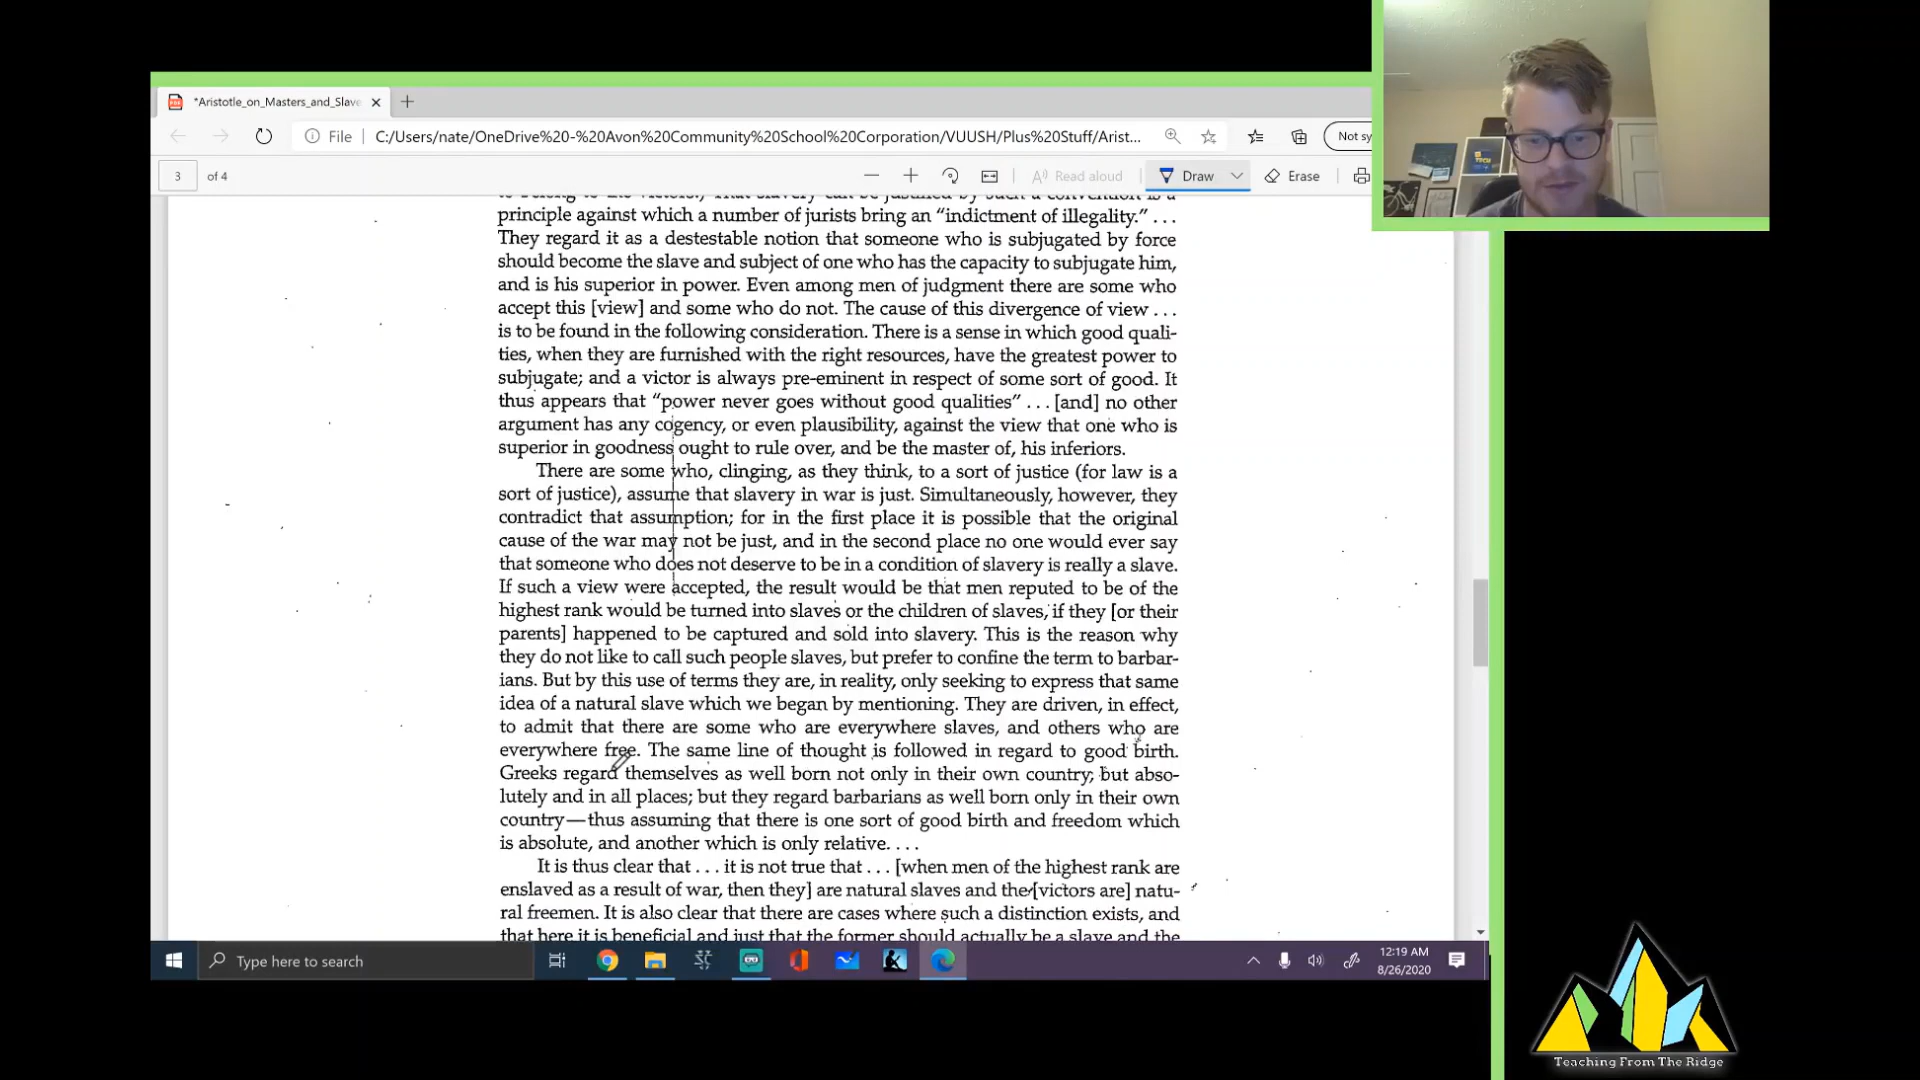 *Aristotle_on_Masters_and_Slave
File
C:/Users/nate/OneDrive%20-%20Avon%20Community%20School%20Corporation/VUUSH/Plus%20Stuff/Arist...
Not sy
3 of 4
Read aloud
Draw
Erase
principle against which a number of jurists bring an “indictment of illegality.” . . .
They regard it as a destestable notion that someone who is subjugated by force
should become the slave and subject of one who has the capacity to subjugate him,
and is his superior in power. Even among men of judgment there are some who
accept this [view] and some who do not. The cause of this divergence of view . . .
is to be found in the following consideration. There is a sense in which good quali-
ties, when they are furnished with the right resources, have the greatest power to
subjugate; and a victor is always pre-eminent in respect of some sort of good. It
thus appears that “power never goes without good qualities” . . . [and] no other
argument has any cogency, or even plausibility, against the view that one who is
superior in goodness ought to rule over, and be the master of, his inferiors.
There are some who, clinging, as they think, to a sort of justice (for law is a
sort of justice), assume that slavery in war is just. Simultaneously, however, they
contradict that assumption; for in the first place it is possible that the original
cause of the war may not be just, and in the second place no one would ever say
that someone who does not deserve to be in a condition of slavery is really a slave.
If such a view were accepted, the result would be that men reputed to be of the
highest rank would be turned into slaves or the children of slaves, if they [or their
parents] happened to be captured and sold into slavery. This is the reason why
they do not like to call such people slaves, but prefer to confine the term to barbar-
ians. But by this use of terms they are, in reality, only seeking to express that same
idea of a natural slave which we began by mentioning. They are driven, in effect,
to admit that there are some who are everywhere slaves, and others who are
everywhere free. The same line of thought is followed in regard to good birth.
Greeks regard themselves as well born not only in their own country, but abso-
lutely and in all places; but they regard barbarians as well born only in their own
country—thus assuming that there is one sort of good birth and freedom which
is absolute, and another which is only relative. . . .
It is thus clear that . . . it is not true that . . . [when men of the highest rank are
enslaved as a result of war, then they] are natural slaves and the [victors are] natu-
ral freemen. It is also clear that there are cases where such a distinction exists, and
that here it is beneficial and just that the former should actually be a slave and the
Type here to search
12:19 AM
8/26/2020
Teaching From The Ridge